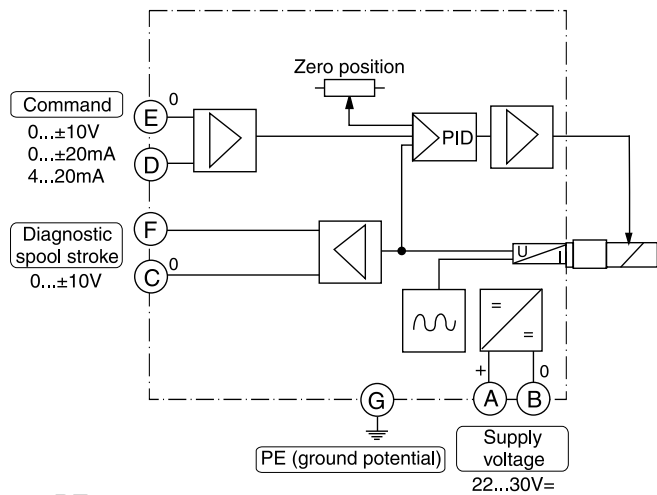 Zero position
Command
0...±10V
0...±20mA
4...20mA
E
0
D
PID
Diagnostic
spool stroke
0...±10V
F
C
0
U
I
=
=
+
0
G
A
B
PE (ground potential)
Supply
voltage
22...30V=